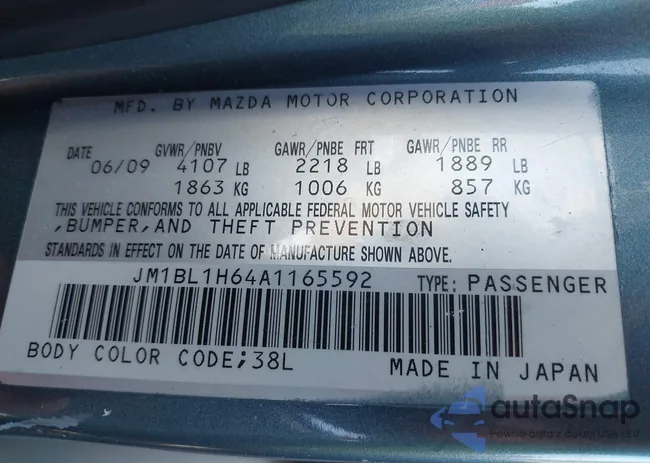 MFD. BY MAZDA MOTOR CORPORATION
DATE GVWR/PNBV GAWR/PNBE FRT GAWR/PNBE RR
06/09 4107 LB 2218 LB 1889 LB
1863 KG 1006 KG 857 KG
THIS VEHICLE CONFORMS TO ALL APPLICABLE FEDERAL MOTOR VEHICLE SAFETY
,BUMPER,AND THEFT PREVENTION
STANDARDS IN EFFECT ON THE DATE OF MANUFACTURE SHOWN ABOVE.
JM1BL1H64A1165592 TYPE: PASSENGER
BODY COLOR CODE;38L MADE IN JAPAN
autoSnap